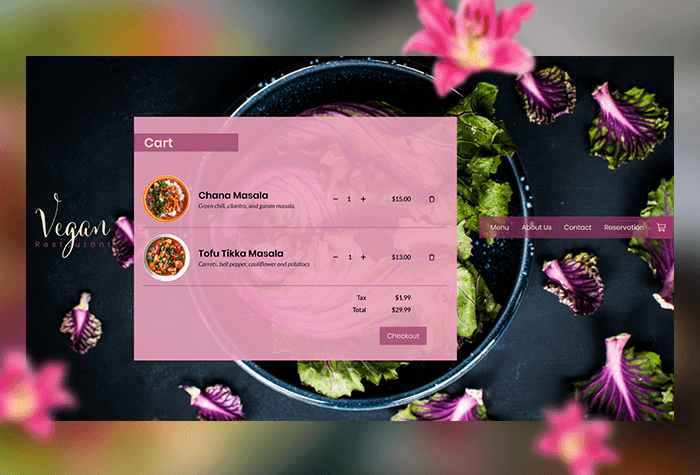 Cart
Chana Masala
Green chili, cilantro, and garam masala.
− 1 + $15.00
Vegan
Restaurant
Menu About Us Contact Reservation
Tofu Tikka Masala
Carrots, bell pepper, cauliflower and potatoes
− 1 + $13.00
Tax $1.99
Total $29.99
Checkout